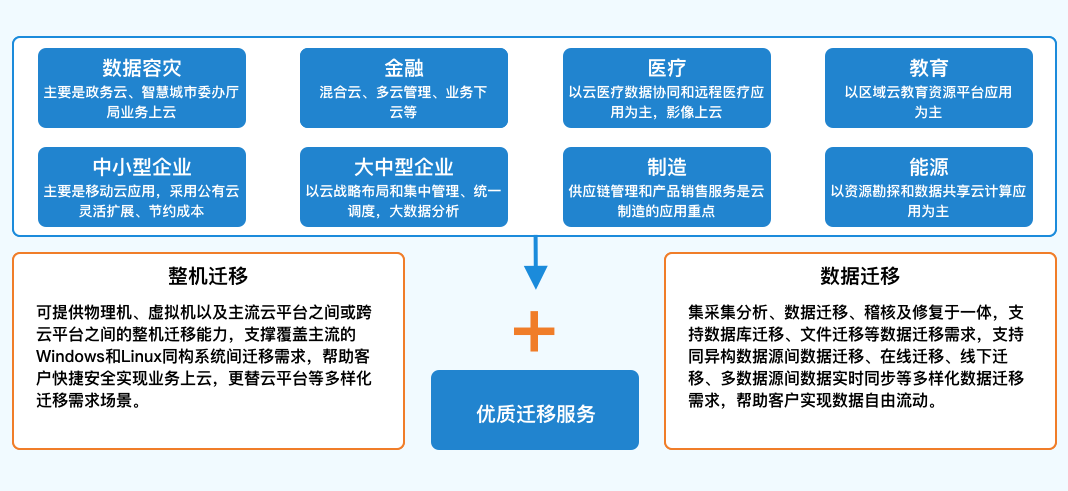 数据容灾
主要是政务云、智慧城市委办厅
局业务上云
金融
混合云、多云管理、业务下
云等
医疗
以云医疗数据协同和远程医疗应
用为主，影像上云
教育
以区域云教育资源平台应用
为主
中小型企业
主要是移动云应用，采用公有云
灵活扩展、节约成本
大中型企业
以云战略布局和集中管理、统一
调度，大数据分析
制造
供应链管理和产品销售服务是云
制造的应用重点
能源
以资源勘探和数据共享云计算应
用为主
整机迁移
可提供物理机、虚拟机以及主流云平台之间或跨
云平台之间的整机迁移能力，支撑覆盖主流的
Windows和Linux同构系统间迁移需求，帮助客
户快捷安全实现业务上云，更替云平台等多样化
迁移需求场景。
优质迁移服务
数据迁移
集采集分析、数据迁移、稽核及修复于一体，支
持数据库迁移、文件迁移等数据迁移需求，支持
同异构数据源间数据迁移、在线迁移、线下迁
移、多数据源间数据实时同步等多样化数据迁移
需求，帮助客户实现数据自由流动。